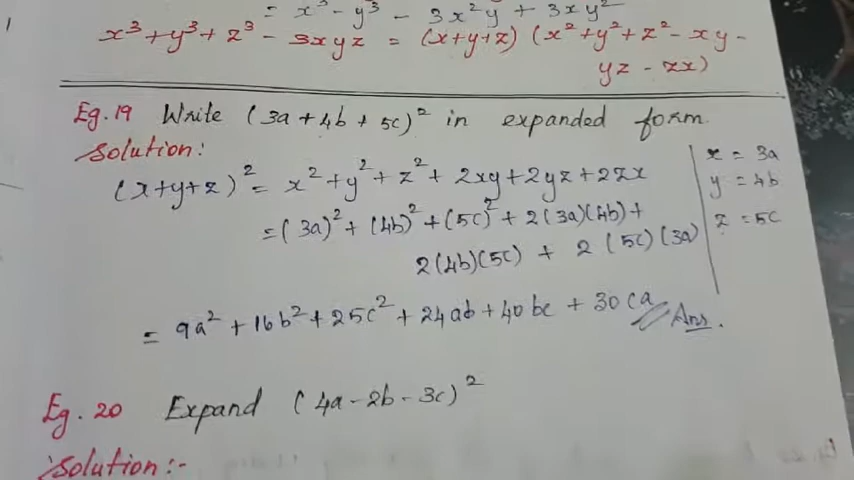 = x³ - y³ - 3x²y + 3xy²
x³ + y³ + z³ - 3xyz = (x+y+z) (x² + y² + z² - xy -
yz - zx)
Eg. 19 Write (3a + 4b + 5c)² in expanded form.
Solution:
(x+y+z)² = x² + y² + z² + 2xy + 2yz + 2zx
x = 3a
y = 4b
z = 5c
= (3a)² + (4b)² + (5c)² + 2(3a)(4b) +
2(4b)(5c) + 2(5c)(3a)
= 9a² + 16b² + 25c² + 24ab + 40bc + 30ca Ans.
Eg. 20 Expand (4a - 2b - 3c)²
Solution:-